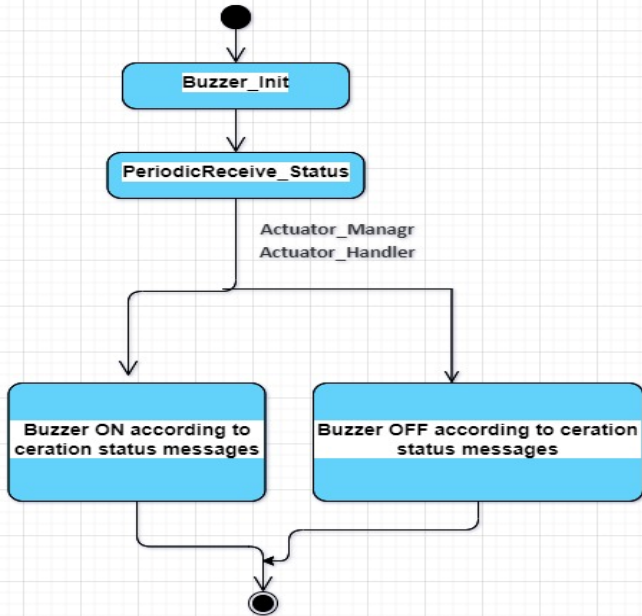 Buzzer_Init
PeriodicReceive_Status
Actuator_Managr
Actuator_Handler
Buzzer ON according to
ceration status messages
Buzzer OFF according to ceration
status messages